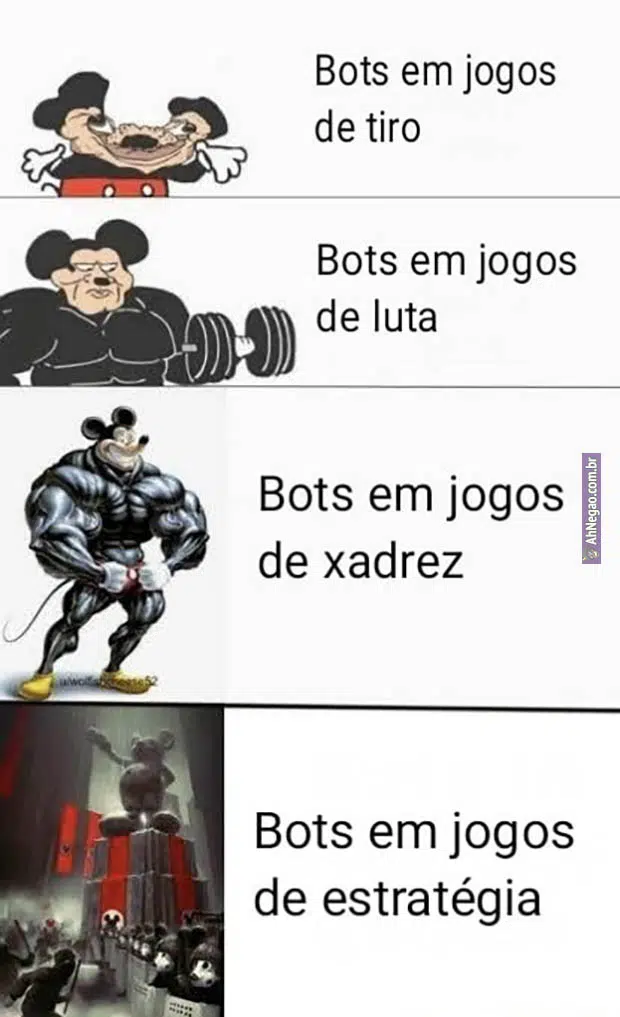 Bots em jogos
de tiro
Bots em jogos
de luta
Bots em jogos
de xadrez
AhNegao.com.br
Bots em jogos
de estratégia